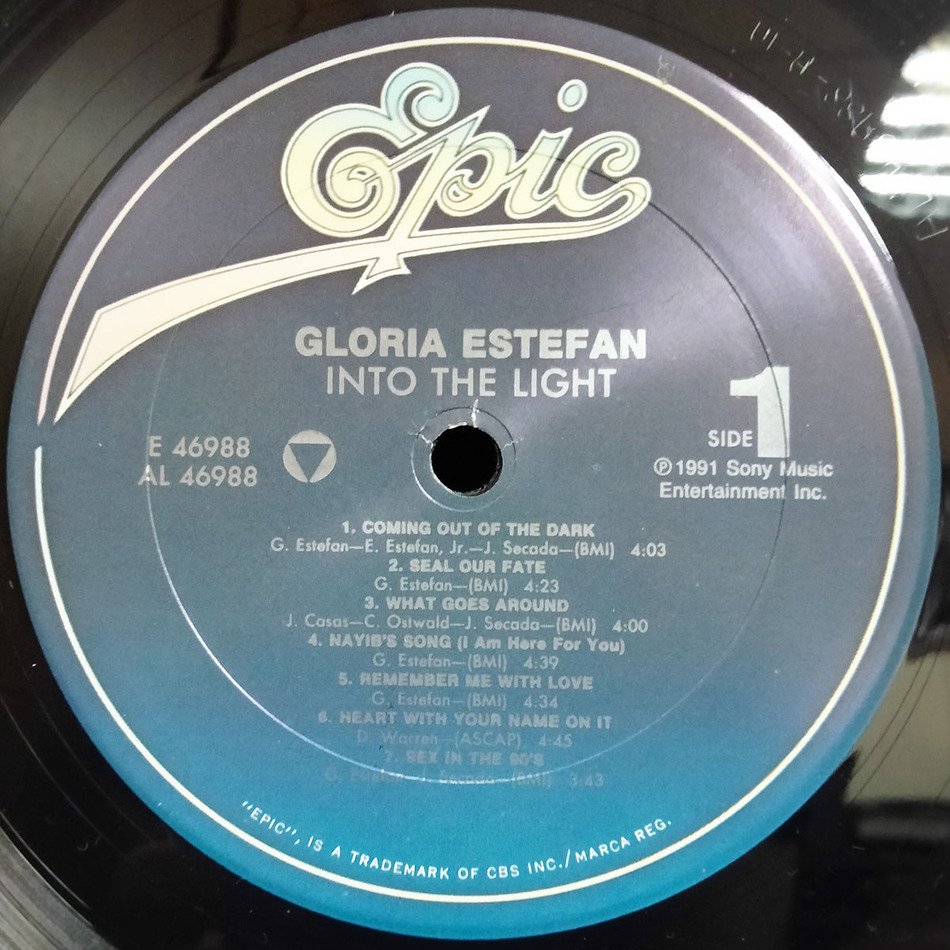 Epic
GLORIA ESTEFAN
INTO THE LIGHT
SIDE 1
E 46988
AL 46988
℗ 1991 Sony Music
Entertainment Inc.
1. COMING OUT OF THE DARK
G. Estefan—E. Estefan, Jr.—J. Secada—(BMI) 4:03
2. SEAL OUR FATE
G. Estefan—(BMI) 4:23
3. WHAT GOES AROUND
J. Casas—C. Ostwald—J. Secada—(BMI) 4:00
4. NAYIB'S SONG (I Am Here For You)
G. Estefan—(BMI) 4:39
5. REMEMBER ME WITH LOVE
G. Estefan—(BMI) 4:34
6. HEART WITH YOUR NAME ON IT
D. Warren—(ASCAP) 4:45
7. SEX IN THE 90'S
G. Estefan—J. Secada—(BMI) 3:43
"EPIC", IS A TRADEMARK OF CBS INC./MARCA REG.